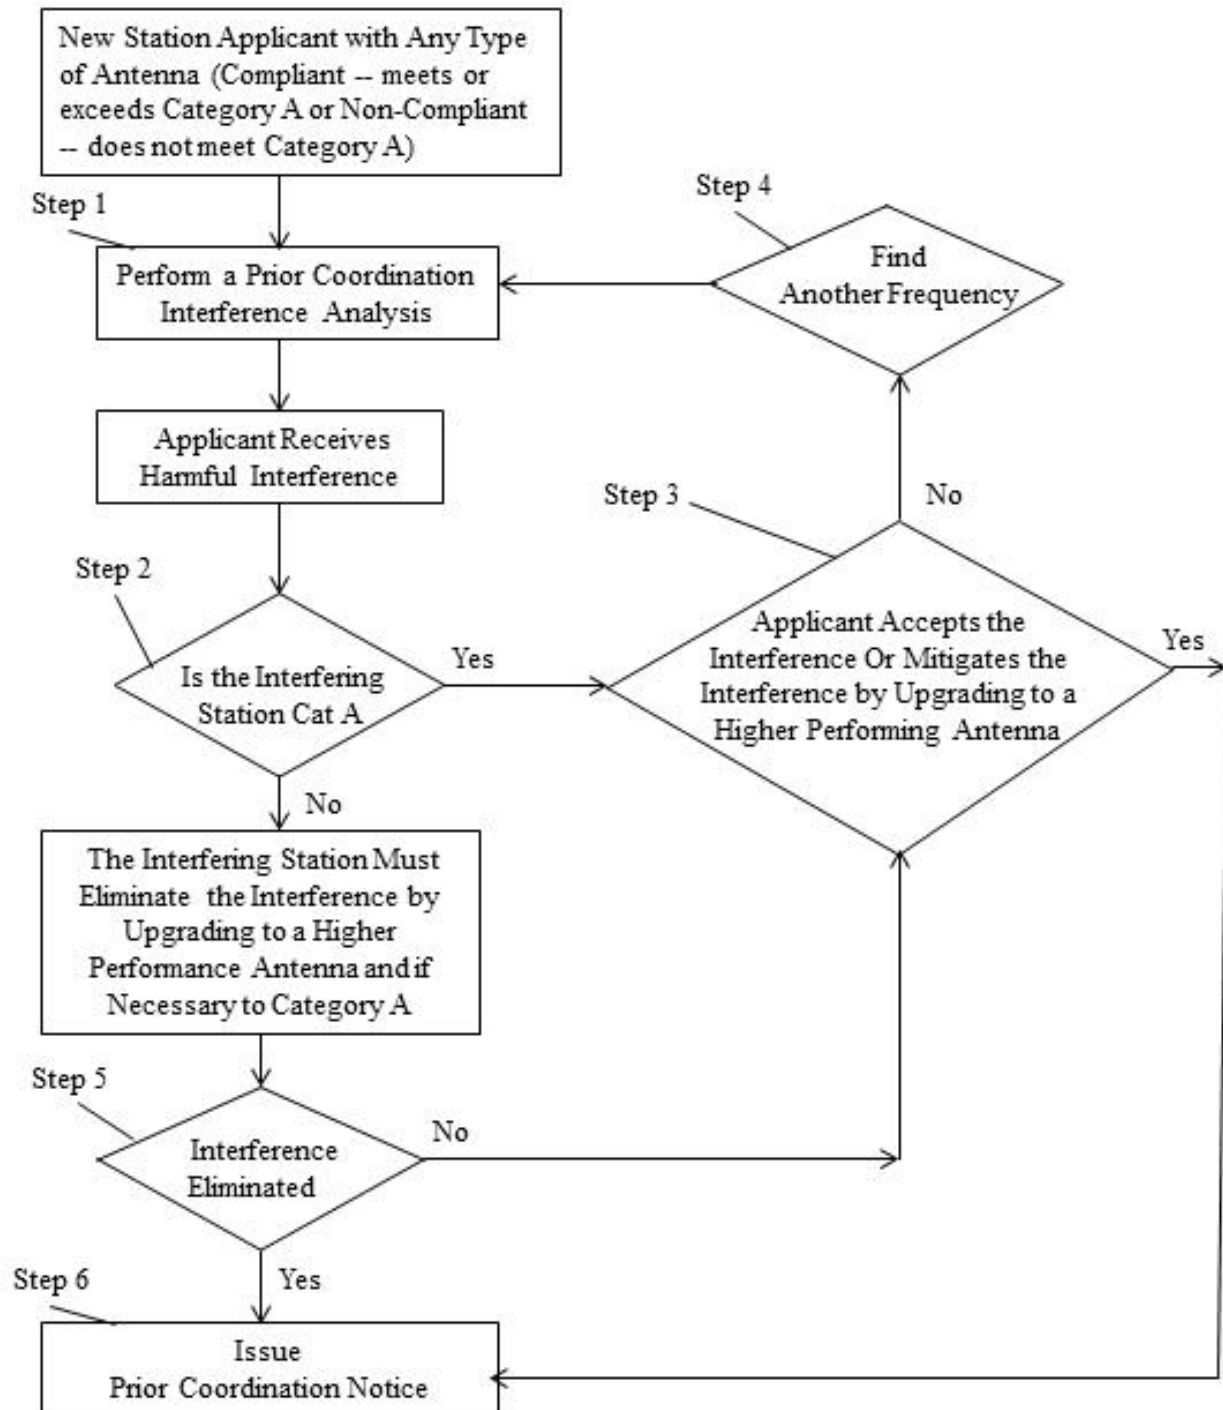 New Station Applicant with Any Type
of Antenna (Compliant -- meets or
exceeds Category A or Non-Compliant
-- does not meet Category A)
Step 1
Perform a Prior Coordination
Interference Analysis
Step 4
Find
Another Frequency
Applicant Receives
Harmful Interference
Step 3
No
Step 2
Is the Interfering
Station Cat A
Yes
Applicant Accepts the
Interference Or Mitigates the
Interference by Upgrading to a
Higher Performing Antenna
Yes
No
The Interfering Station Must
Eliminate the Interference by
Upgrading to a Higher
Performance Antenna and if
Necessary to Category A
Step 5
Interference
Eliminated
No
Yes
Step 6
Issue
Prior Coordination Notice